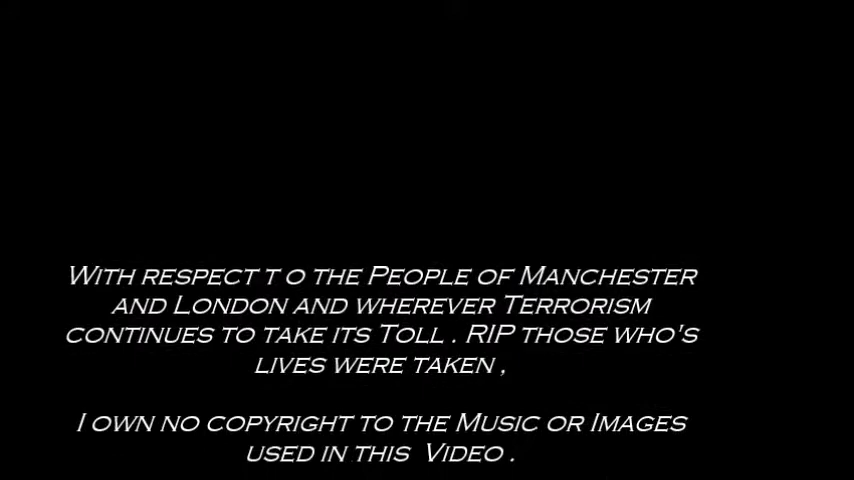 With respect t o the People of Manchester
and London and wherever Terrorism
continues to take its Toll . RIP those who's
lives were taken ,
I own no copyright to the Music or Images
used in this  Video .